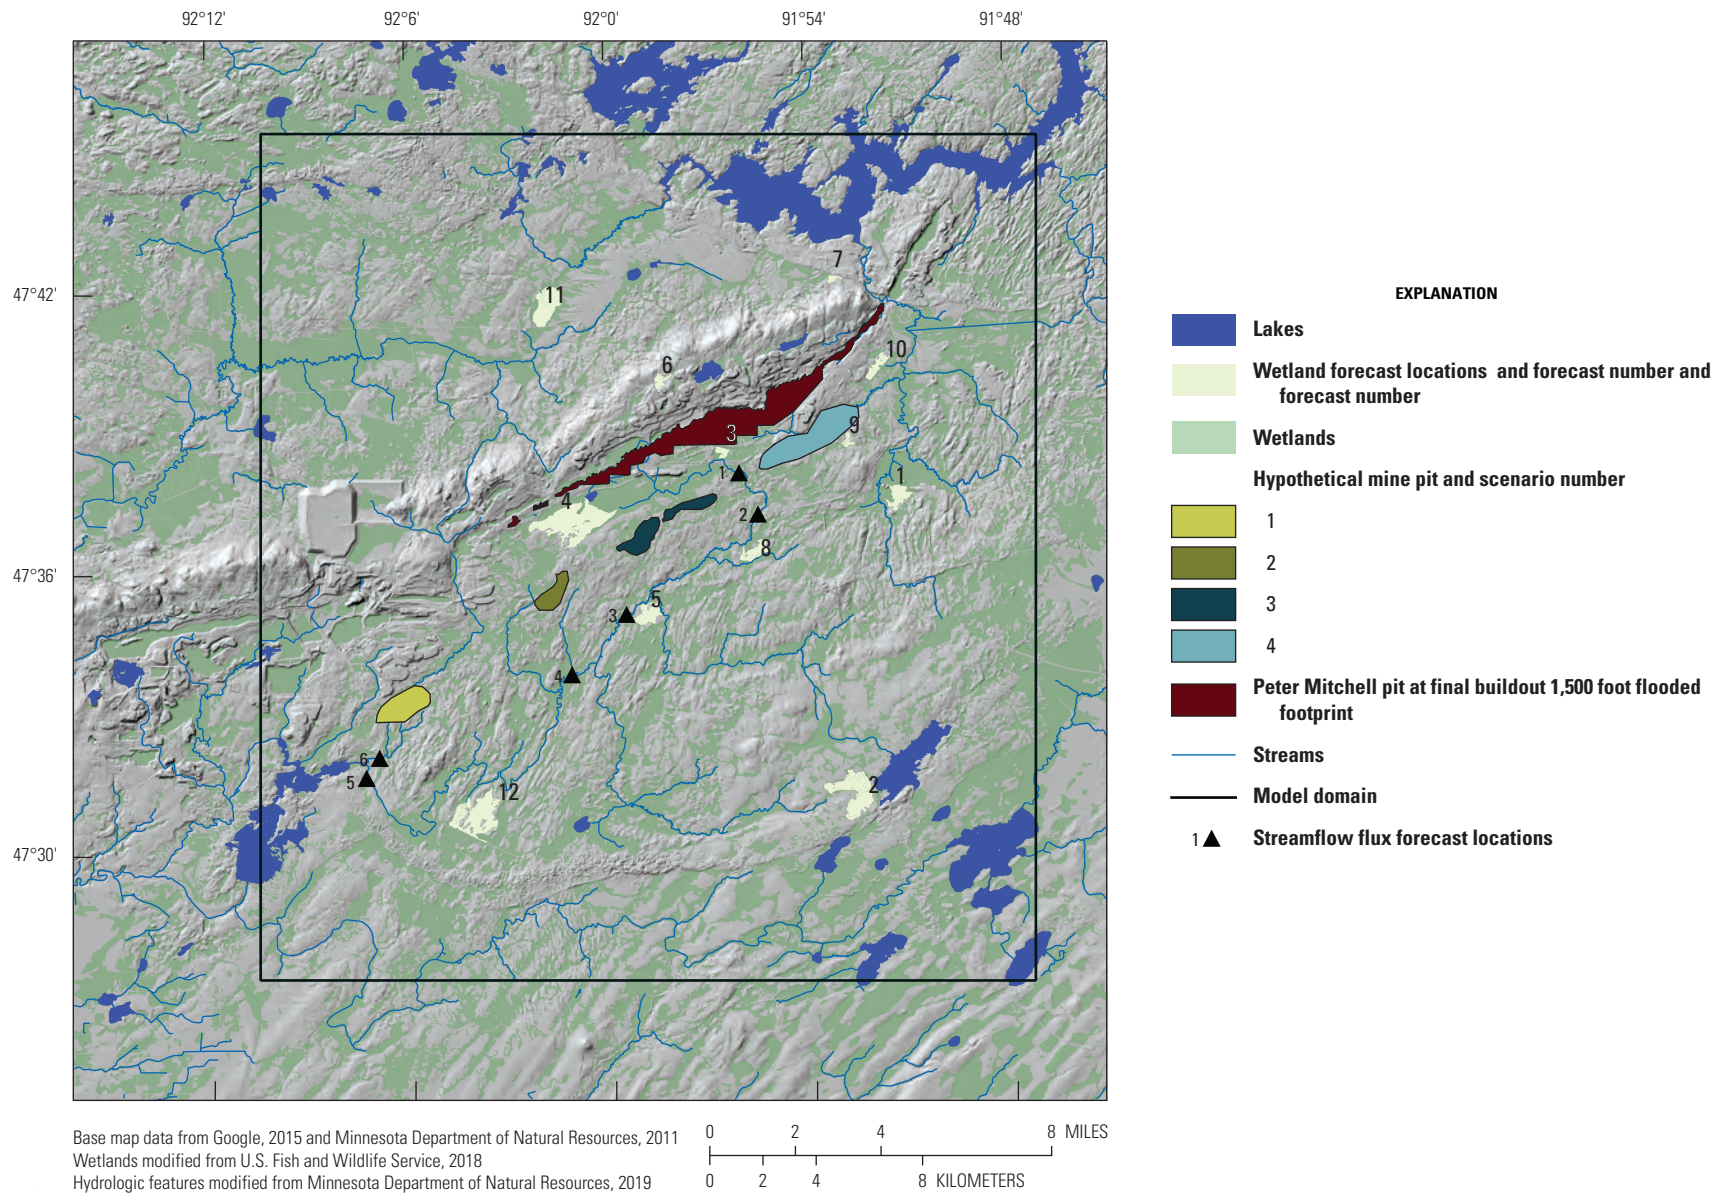 92°12' 92°6' 92°0' 91°54' 91°48'
47°42'
47°36'
47°30'
7
11
10
6
3
9
1
1
4
2
8
5
3
4
6
5
2
12
EXPLANATION
Lakes
Wetland forecast locations and forecast number and
forecast number
Wetlands
Hypothetical mine pit and scenario number
1
2
3
4
Peter Mitchell pit at final buildout 1,500 foot flooded
footprint
Streams
Model domain
1 Streamflow flux forecast locations
Base map data from Google, 2015 and Minnesota Department of Natural Resources, 2011
Wetlands modified from U.S. Fish and Wildlife Service, 2018
Hydrologic features modified from Minnesota Department of Natural Resources, 2019
0 2 4 8 MILES
0 2 4 8 KILOMETERS